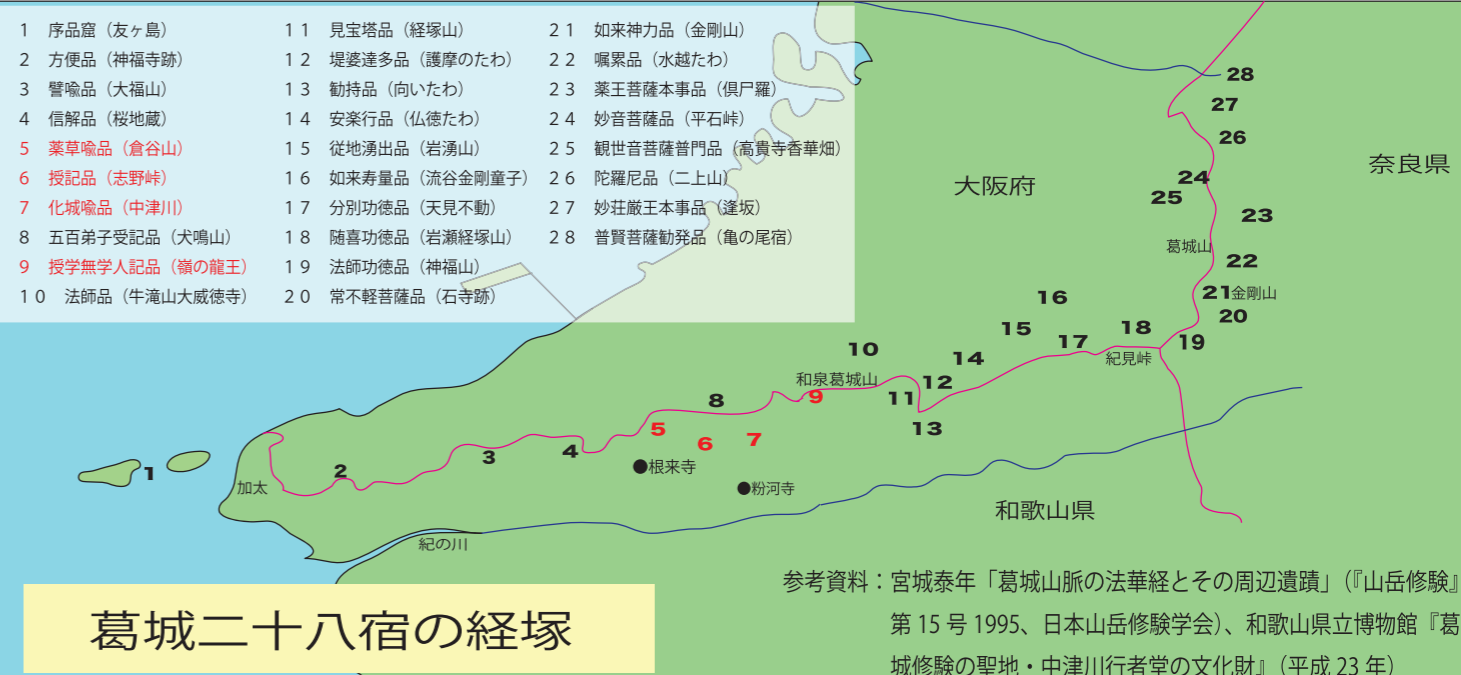 1 序品窟（友ヶ島）
2 方便品（神福寺跡）
3 譬喩品（大福山）
4 信解品（桜地蔵）
5 薬草喩品（倉谷山）
6 授記品（志野峠）
7 化城喩品（中津川）
8 五百弟子受記品（犬鳴山）
9 授学無学人記品（嶺の龍王）
10 法師品（牛滝山大威徳寺）
11 見宝塔品（経塚山）
12 堤婆達多品（護摩のたわ）
13 勧持品（向いたわ）
14 安楽行品（仏徳たわ）
15 従地湧出品（岩湧山）
16 如来寿量品（流谷金剛童子）
17 分別功徳品（天見不動）
18 随喜功徳品（岩瀬経塚山）
19 法師功徳品（神福山）
20 常不軽菩薩品（石寺跡）
21 如来神力品（金剛山）
22 嘱累品（水越たわ）
23 薬王菩薩本事品（倶尸羅）
24 妙音菩薩品（平石峠）
25 観世音菩薩普門品（高貴寺香華畑）
26 陀羅尼品（二上山）
27 妙荘厳王本事品（逢坂）
28 普賢菩薩勧発品（亀の尾宿）
28
27
26
奈良県
大阪府
24
25
23
葛城山
22
21 金剛山
16
20
15
18
17
19
紀見峠
10
14
和泉葛城山
12
9
11
8
13
5
6
7
4
3
2
1
●根来寺
●粉河寺
加太
和歌山県
紀の川
葛城二十八宿の経塚
参考資料：宮城泰年「葛城山脈の法華経とその周辺遺蹟」（『山岳修験』
第15号 1995、日本山岳修験学会）、和歌山県立博物館『葛
城修験の聖地・中津川行者堂の文化財』（平成23年）